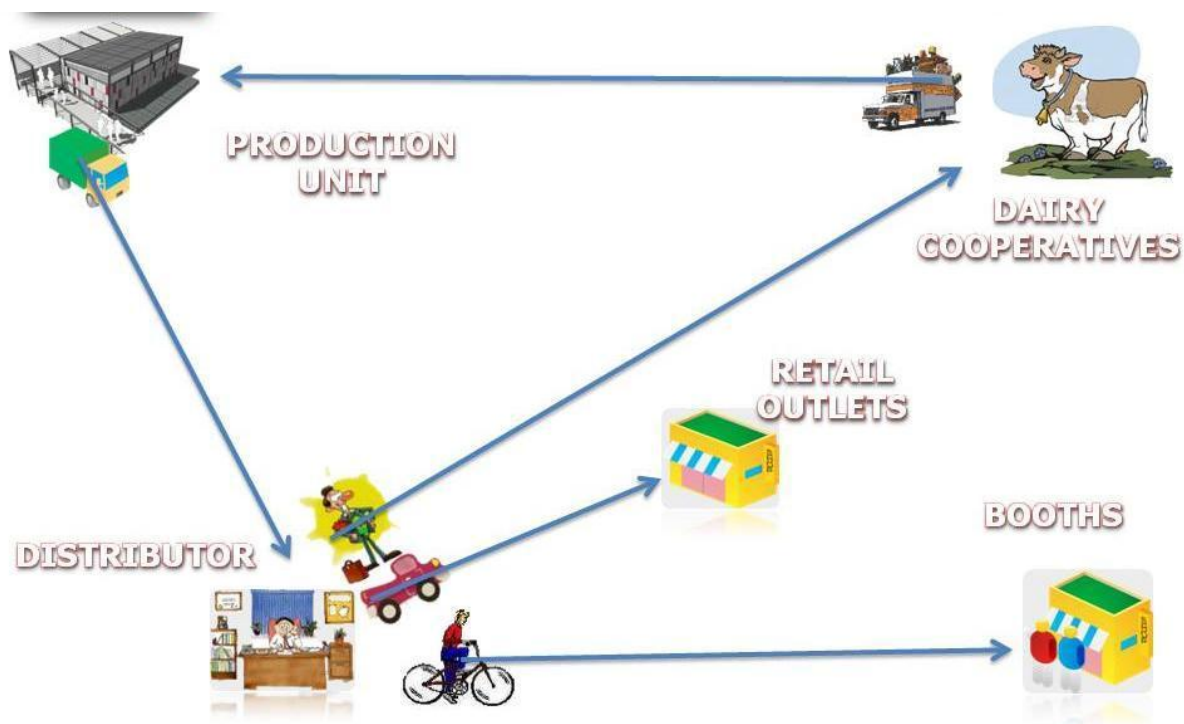 PRODUCTION
UNIT
DAIRY
COOPERATIVES
RETAIL
OUTLETS
BOOTHS
DISTRIBUTOR